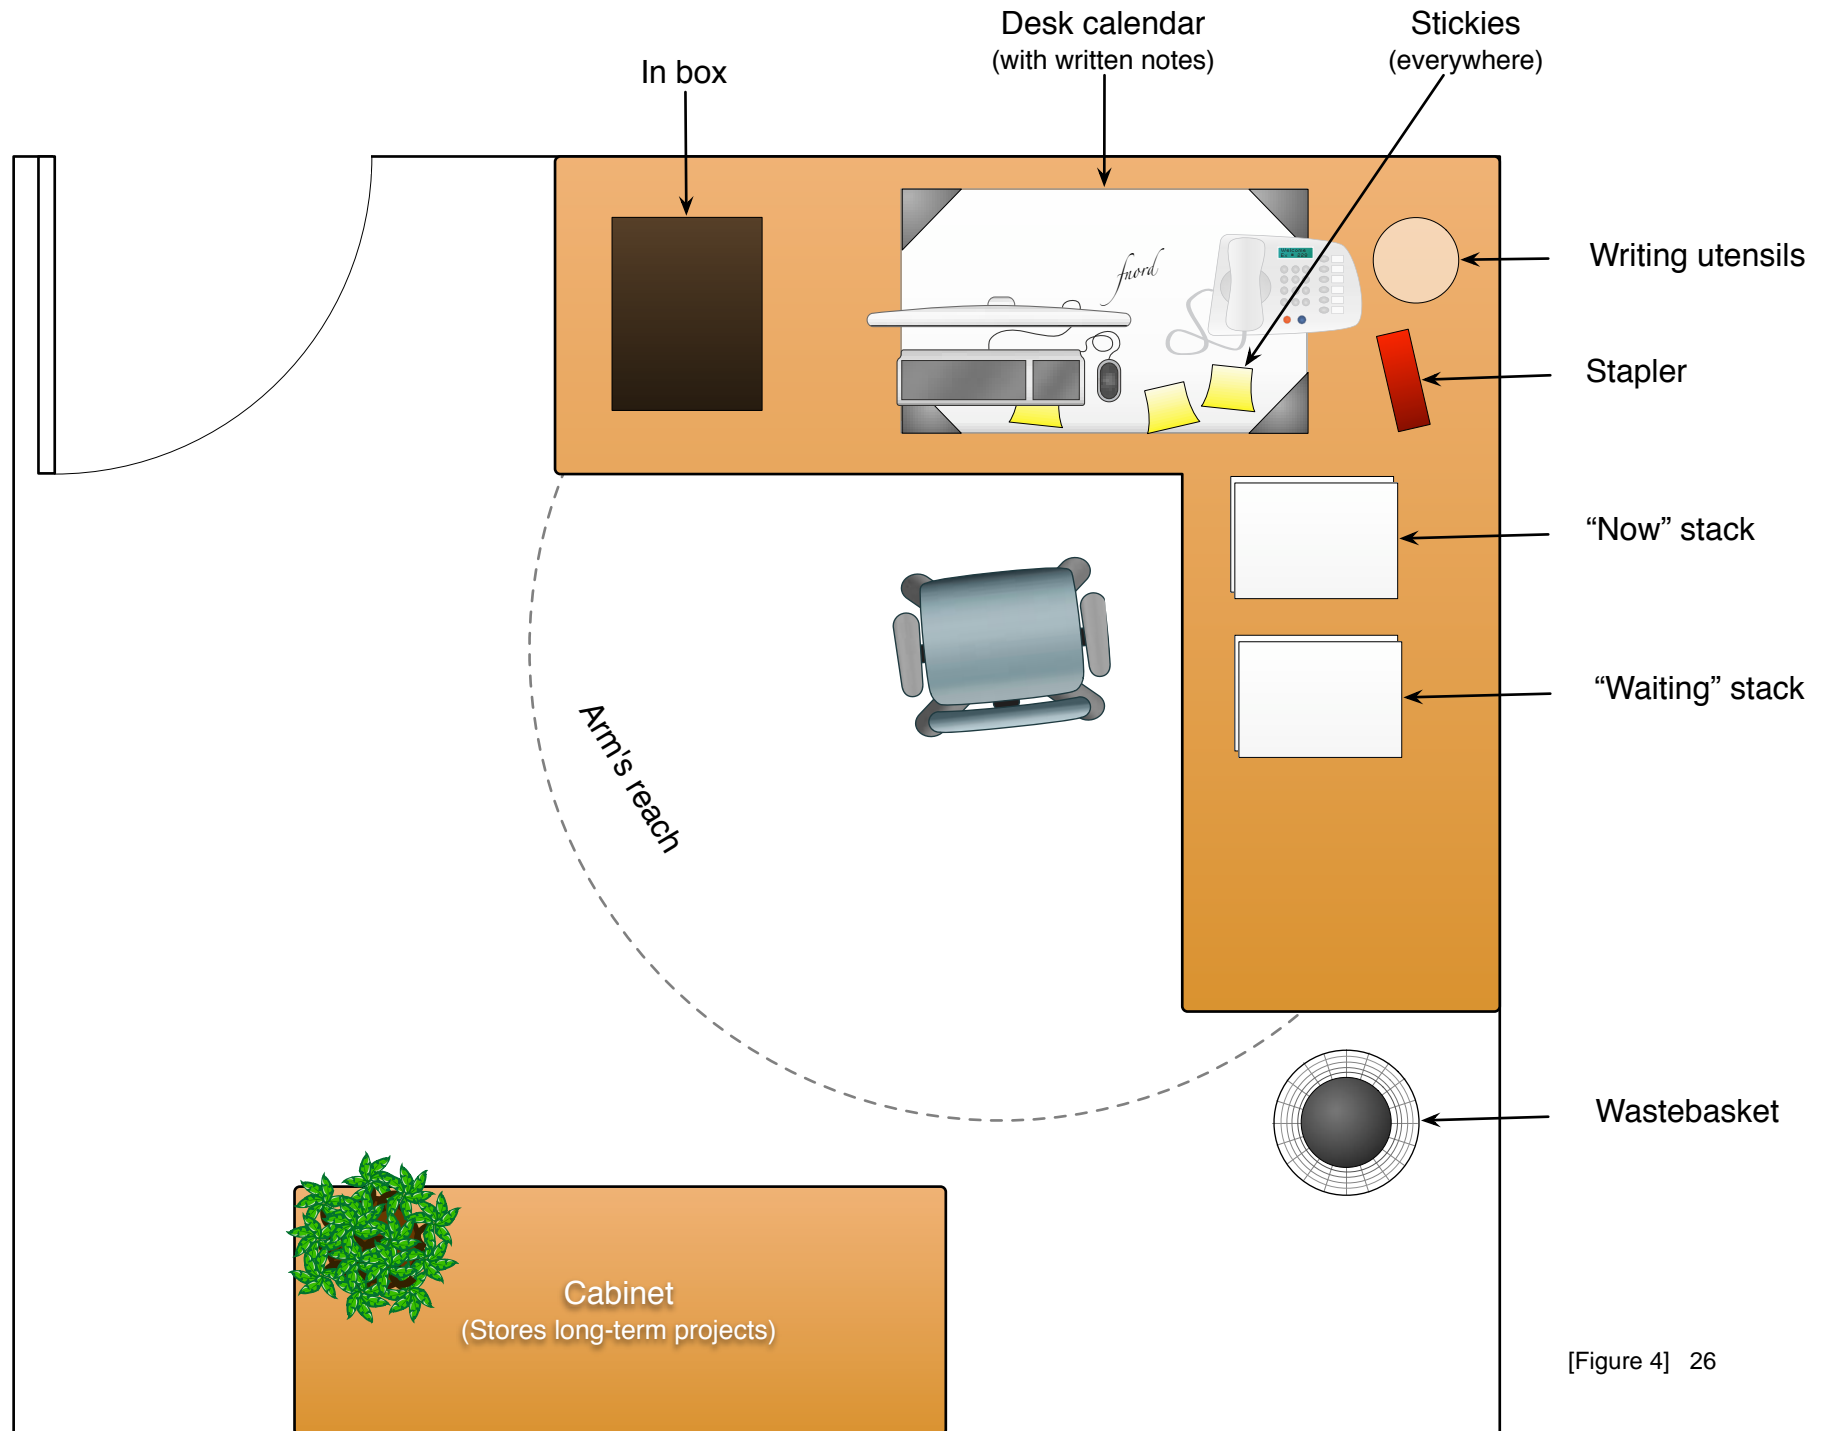 Desk calendar
(with written notes)
Stickies
(everywhere)
In box
fnord
Writing utensils
Stapler
“Now” stack
“Waiting” stack
Arm's reach
Wastebasket
Cabinet
(Stores long-term projects)
[Figure 4] 26